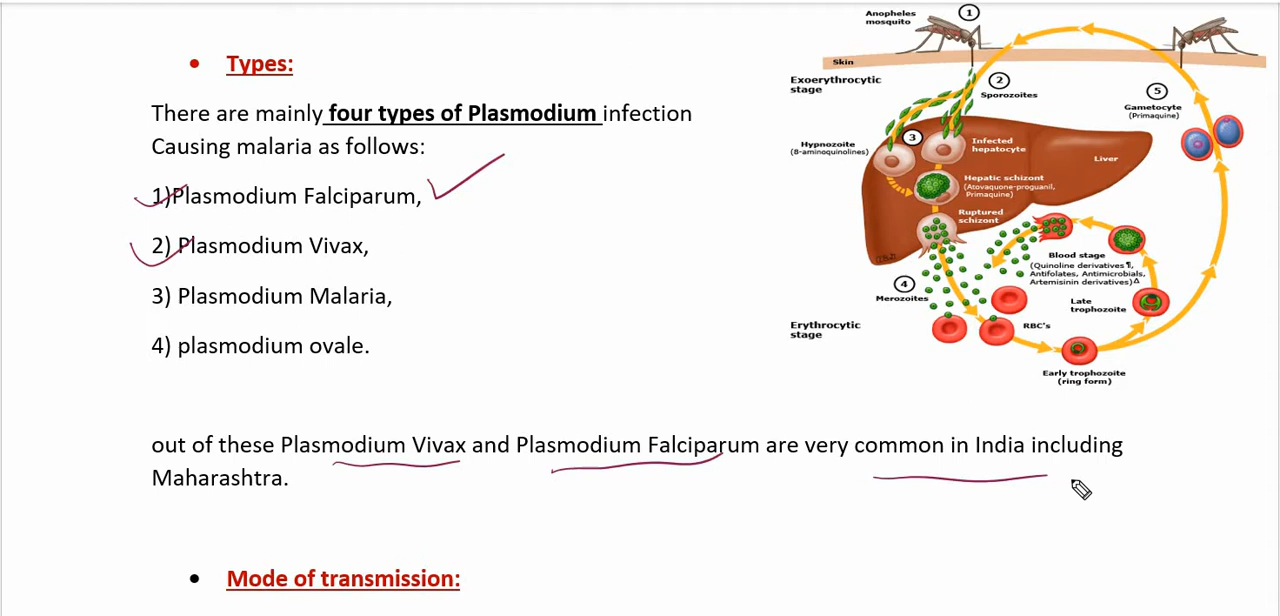 • Types:
There are mainly four types of Plasmodium infection
Causing malaria as follows:
1)Plasmodium Falciparum,
2) Plasmodium Vivax,
3) Plasmodium Malaria,
4) plasmodium ovale.
out of these Plasmodium Vivax and Plasmodium Falciparum are very common in India including
Maharashtra.
• Mode of transmission:
Anopheles
mosquito
1
Skin
Exoerythrocytic
stage
2
Sporozoites
5
Gametocyte
(Primaquine)
3
Hypnozoite
(8-aminoquinolines)
Infected
hepatocyte
Liver
Hepatic schizont
(Atovaquone-proguanil,
Primaquine)
Ruptured
schizont
Blood stage
(Quinoline derivatives ¶,
Antifolates, Antimicrobials,
Artemisinin derivatives)Δ
4
Merozoites
Late
trophozoite
Erythrocytic
stage
RBC's
Early trophozoite
(ring form)